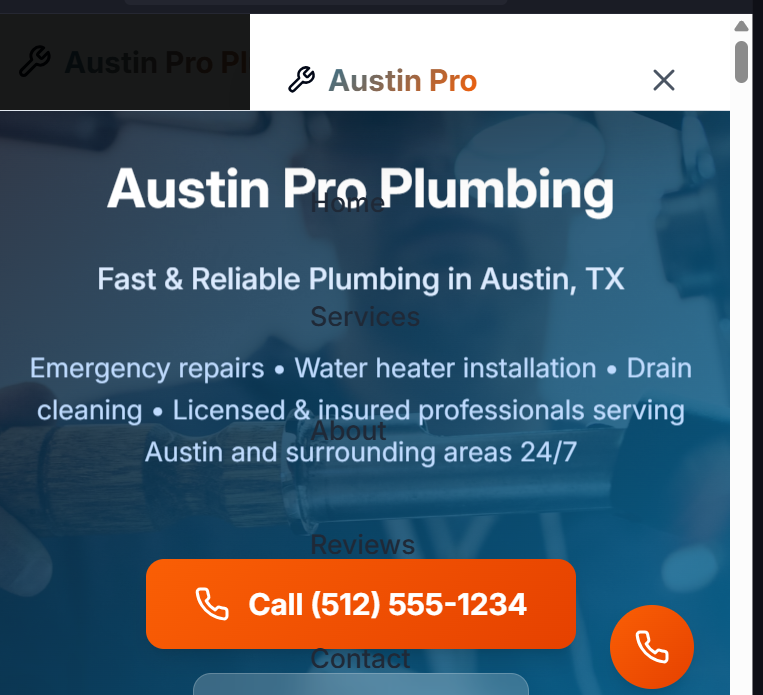 Austin Pro Pl
Austin Pro
Austin Pro Plumbing
Home
Fast & Reliable Plumbing in Austin, TX
Services
Emergency repairs • Water heater installation • Drain
cleaning • Licensed & insured professionals serving
About
Austin and surrounding areas 24/7
Reviews
Call (512) 555-1234
Contact